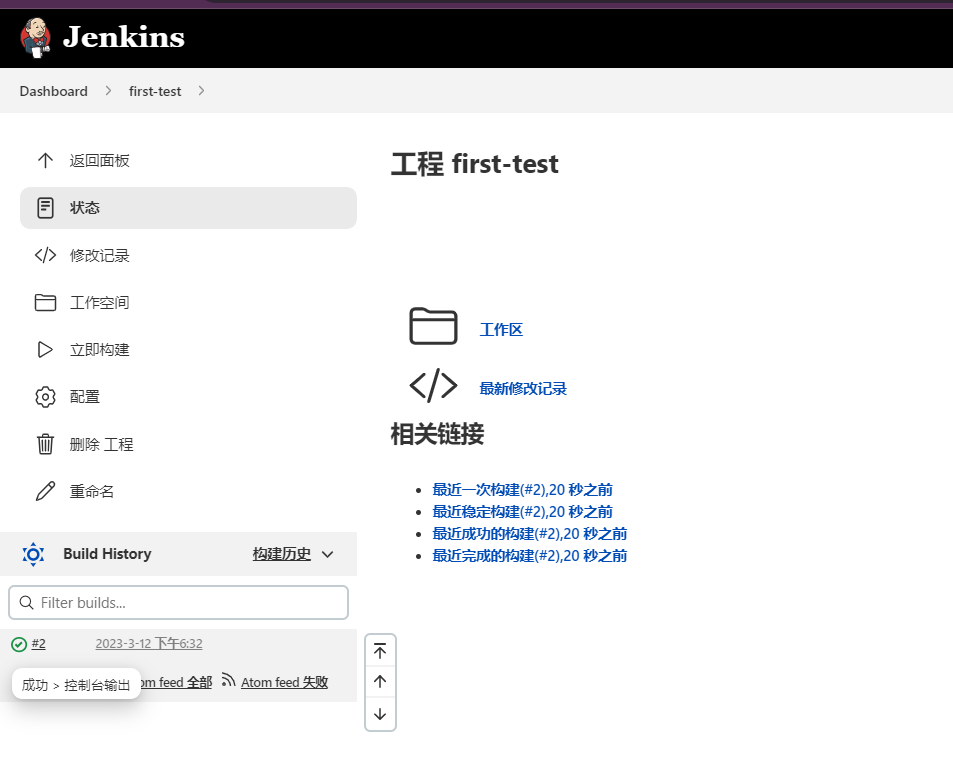 Jenkins
Dashboard
first-test
返回面板
状态
修改记录
工作空间
立即构建
配置
删除 工程
重命名
Build History
构建历史
Filter builds...
#2
2023-3-12 下午6:32
成功 > 控制台输出
om feed 全部
Atom feed 失败
工程 first-test
工作区
最新修改记录
相关链接
最近一次构建(#2),20 秒之前
最近稳定构建(#2),20 秒之前
最近成功的构建(#2),20 秒之前
最近完成的构建(#2),20 秒之前